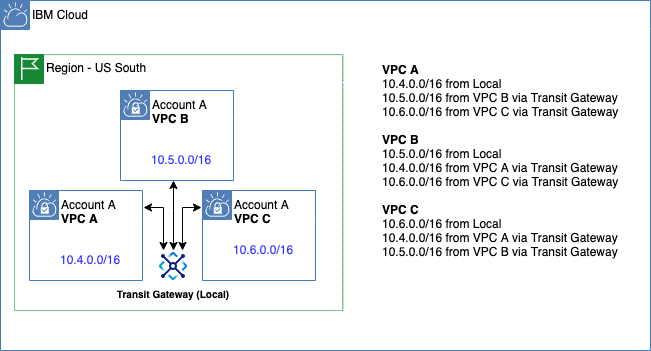 IBM Cloud
Region - US South
Account A
VPC B
10.5.0.0/16
Account A
VPC A
10.4.0.0/16
Account A
VPC C
10.6.0.0/16
Transit Gateway (Local)
VPC A
10.4.0.0/16 from Local
10.5.0.0/16 from VPC B via Transit Gateway
10.6.0.0/16 from VPC C via Transit Gateway
VPC B
10.5.0.0/16 from Local
10.4.0.0/16 from VPC A via Transit Gateway
10.6.0.0/16 from VPC C via Transit Gateway
VPC C
10.6.0.0/16 from Local
10.4.0.0/16 from VPC A via Transit Gateway
10.5.0.0/16 from VPC B via Transit Gateway